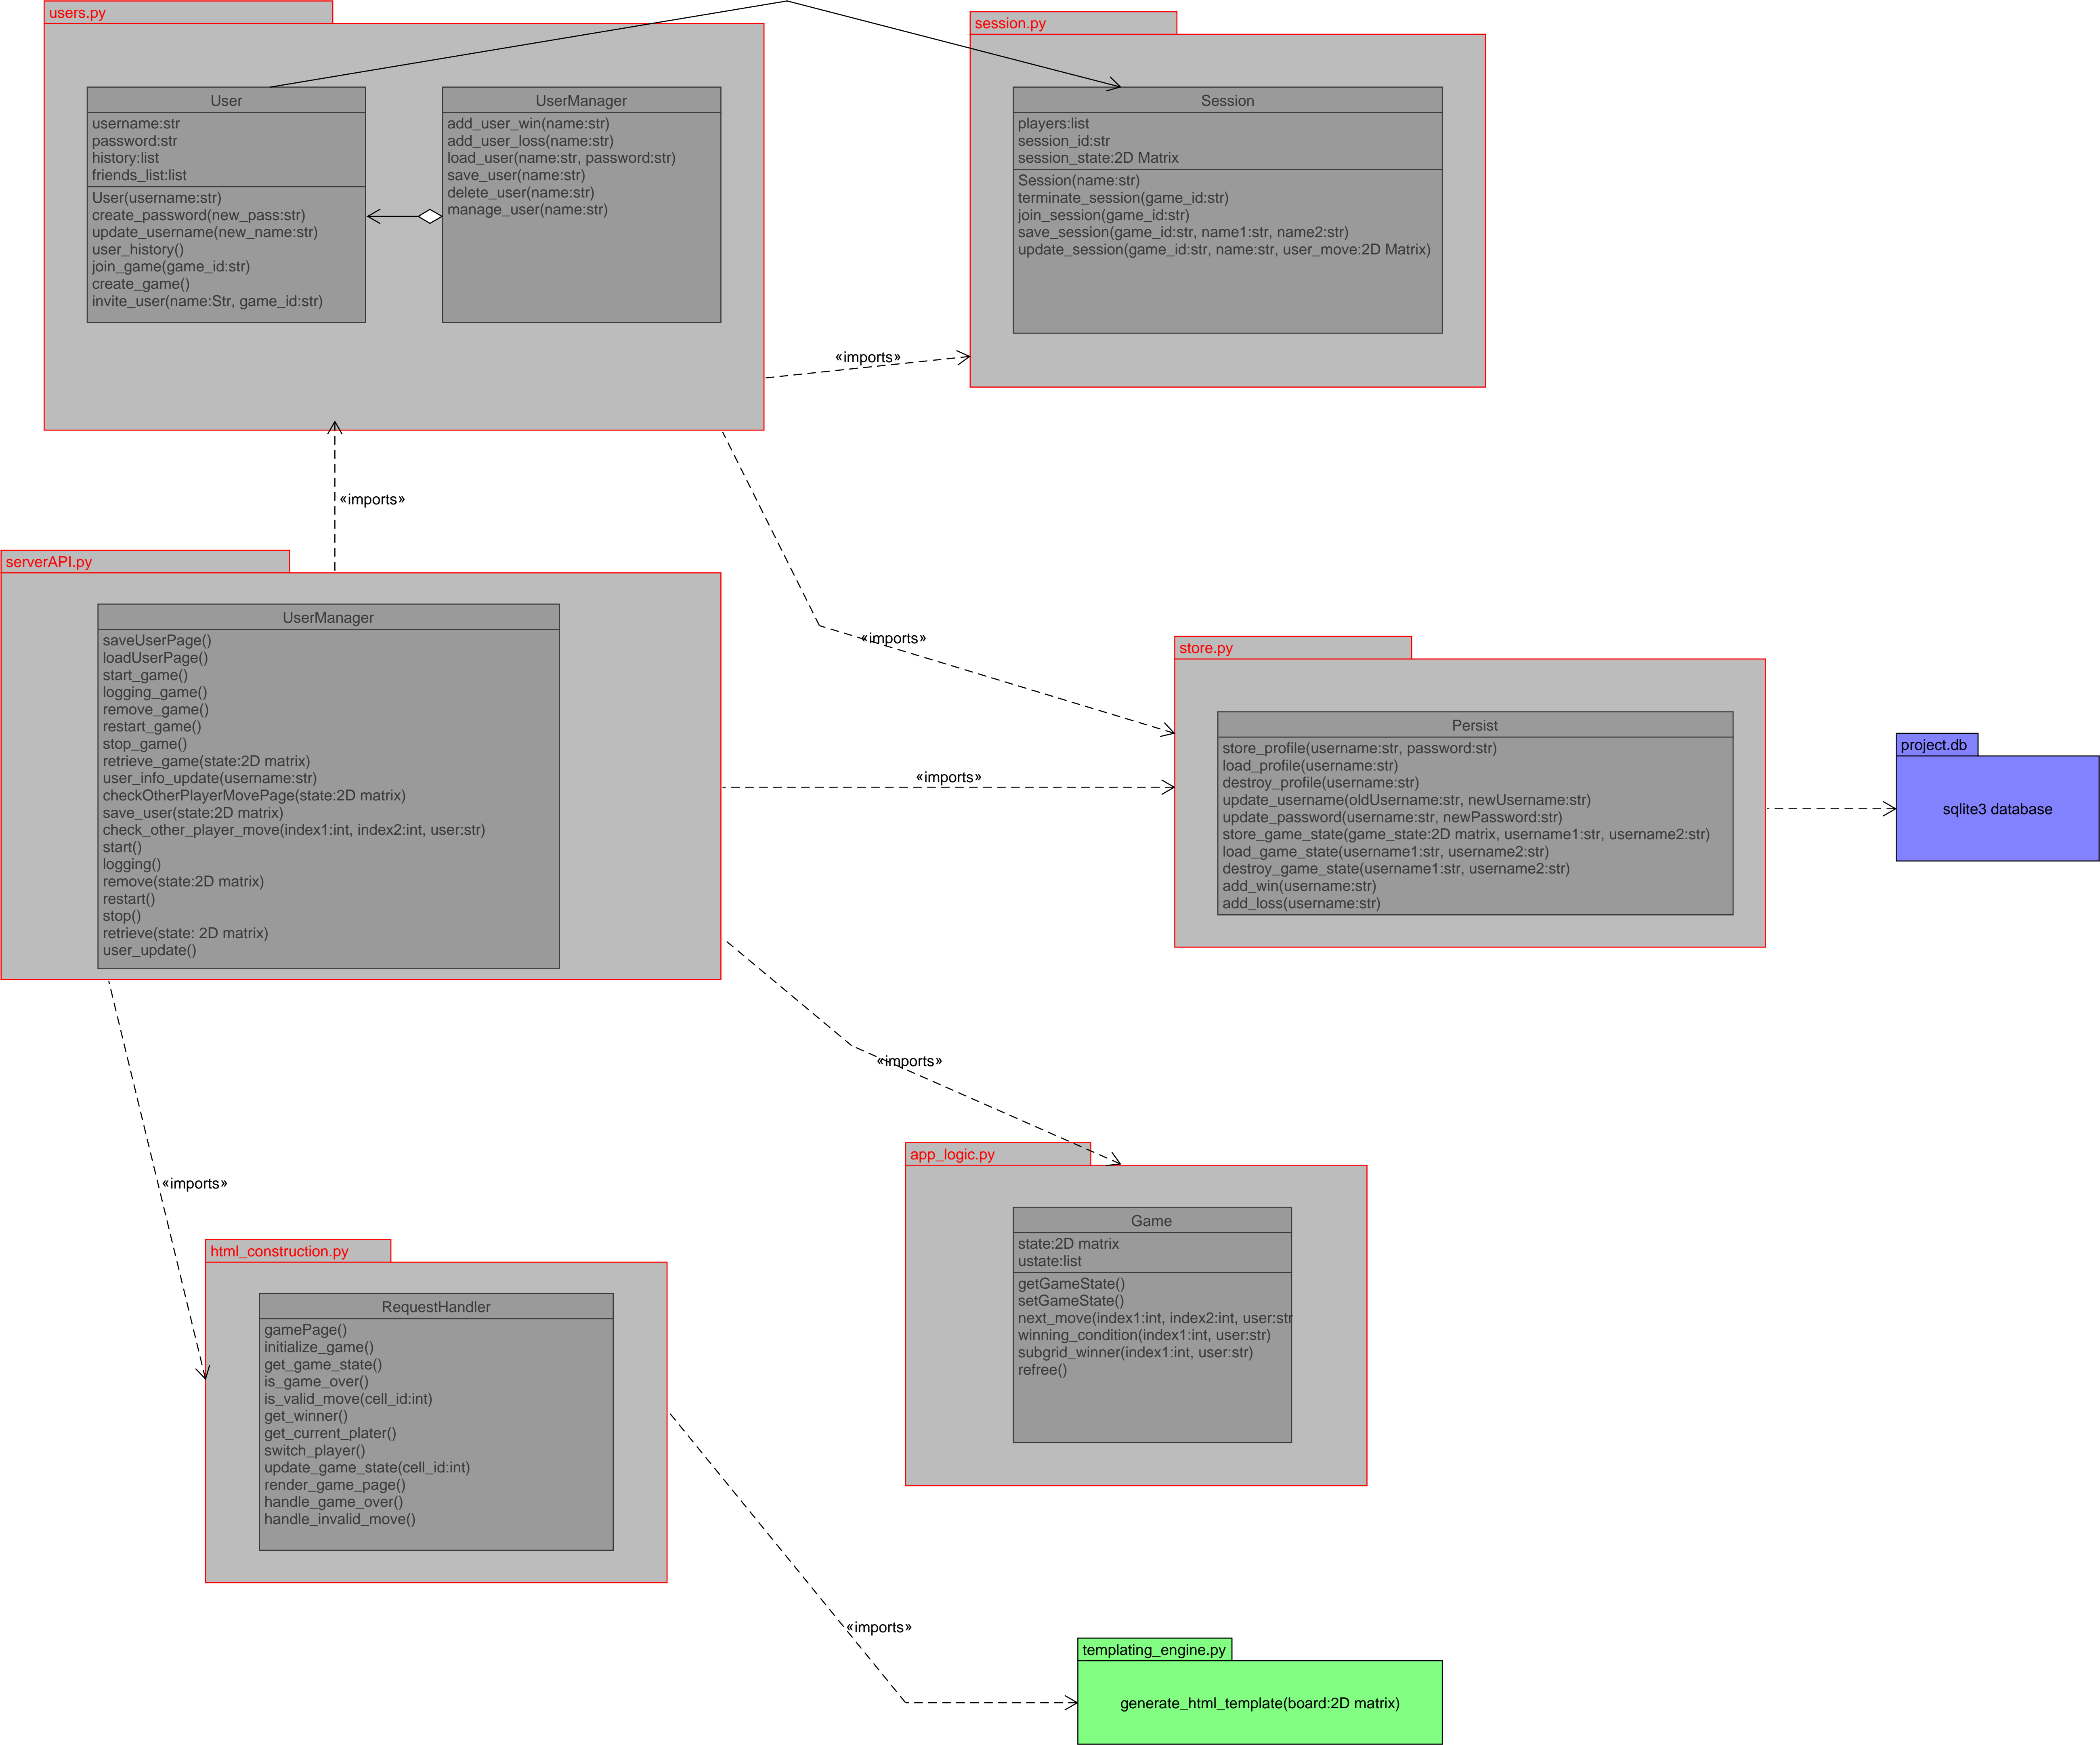 users.py
User
username:str
password:str
history:list
friends_list:list
User(username:str)
create_password(new_pass:str)
update_username(new_name:str)
user_history()
join_game(game_id:str)
create_game()
invite_user(name:Str, game_id:str)
UserManager
add_user_win(name:str)
add_user_loss(name:str)
load_user(name:str, password:str)
save_user(name:str)
delete_user(name:str)
manage_user(name:str)
session.py
Session
players:list
session_id:str
session_state:2D Matrix
Session(name:str)
terminate_session(game_id:str)
join_session(game_id:str)
save_session(game_id:str, name1:str, name2:str)
update_session(game_id:str, name:str, user_move:2D Matrix)
«imports»
«imports»
serverAPI.py
UserManager
saveUserPage()
loadUserPage()
start_game()
logging_game()
remove_game()
restart_game()
stop_game()
retrieve_game(state:2D matrix)
user_info_update(username:str)
checkOtherPlayerMovePage(state:2D matrix)
save_user(state:2D matrix)
check_other_player_move(index1:int, index2:int, user:str)
start()
logging()
remove(state:2D matrix)
restart()
stop()
retrieve(state: 2D matrix)
user_update()
«imports»
«imports»
store.py
Persist
store_profile(username:str, password:str)
load_profile(username:str)
destroy_profile(username:str)
update_username(oldUsername:str, newUsername:str)
update_password(username:str, newPassword:str)
store_game_state(game_state:2D matrix, username1:str, username2:str)
load_game_state(username1:str, username2:str)
destroy_game_state(username1:str, username2:str)
add_win(username:str)
add_loss(username:str)
project.db
sqlite3 database
«imports»
app_logic.py
Game
state:2D matrix
ustate:list
getGameState()
setGameState()
next_move(index1:int, index2:int, user:str
winning_condition(index1:int, user:str)
subgrid_winner(index1:int, user:str)
refree()
«imports»
html_construction.py
RequestHandler
gamePage()
initialize_game()
get_game_state()
is_game_over()
is_valid_move(cell_id:int)
get_winner()
get_current_plater()
switch_player()
update_game_state(cell_id:int)
render_game_page()
handle_game_over()
handle_invalid_move()
«imports»
templating_engine.py
generate_html_template(board:2D matrix)